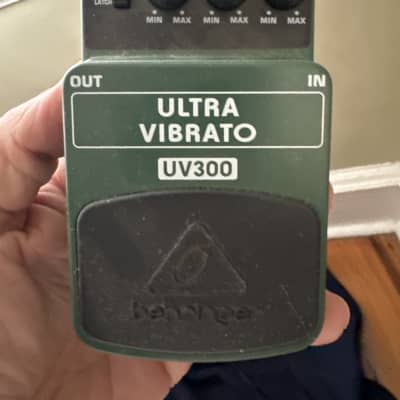 LATCH
MIN MAX MIN MAX MIN MAX
OUT IN
ULTRA
VIBRATO
UV300
behringer